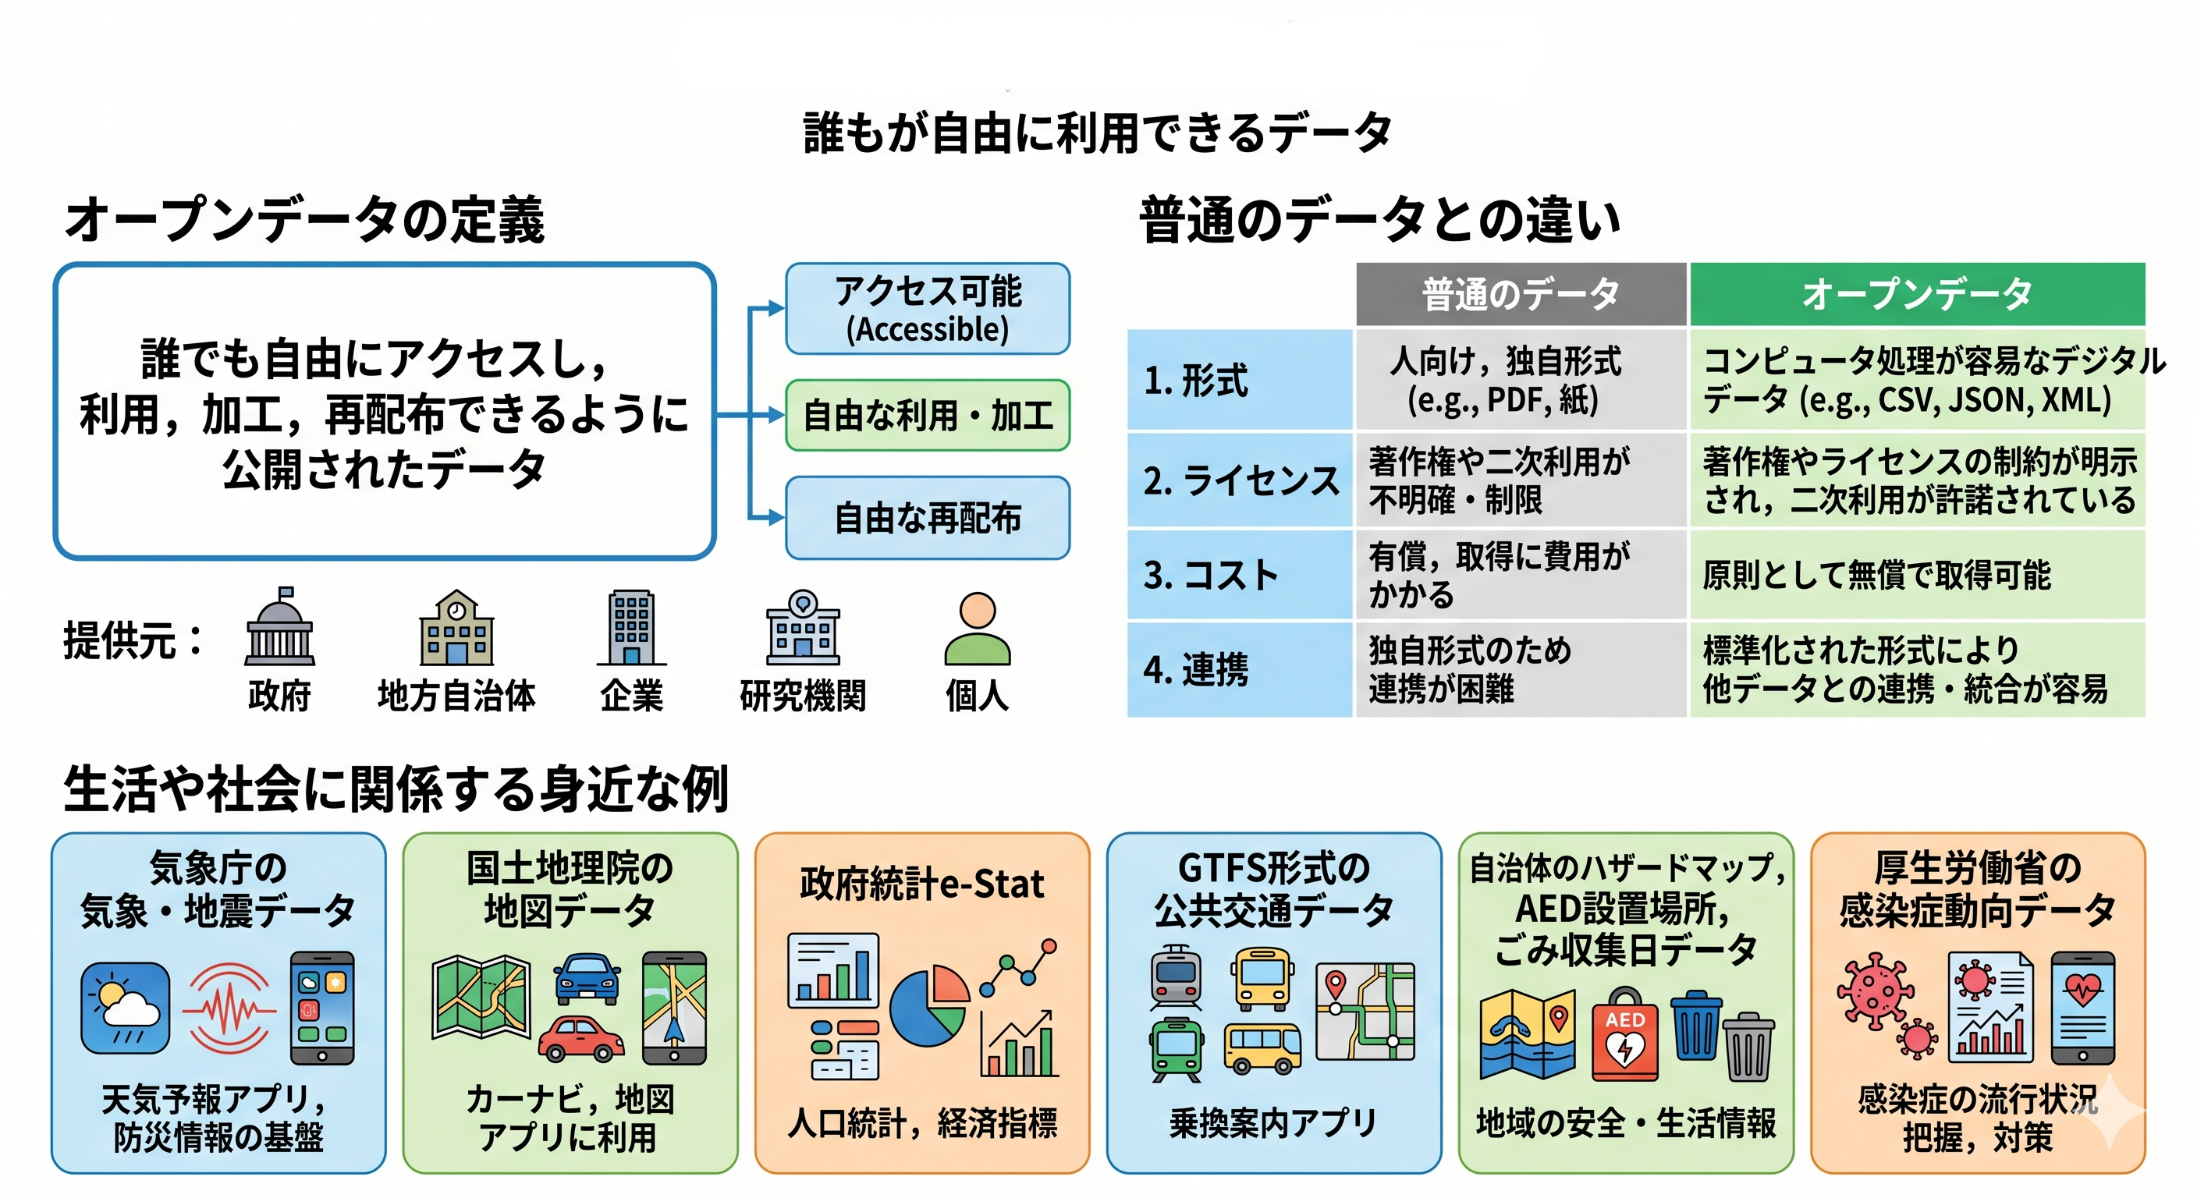 誰もが自由に利用できるデータ
オープンデータの定義
誰でも自由にアクセスし，
利用，加工，再配布できるように
公開されたデータ
アクセス可能
(Accessible)
自由な利用・加工
自由な再配布
提供元：
政府
地方自治体
企業
研究機関
個人
普通のデータとの違い
普通のデータ
オープンデータ
1. 形式
人向け，独自形式
(e.g., PDF, 紙)
コンピュータ処理が容易なデジタル
データ (e.g., CSV, JSON, XML)
2. ライセンス
著作権や二次利用が
不明確・制限
著作権やライセンスの制約が明示
され，二次利用が許諾されている
3. コスト
有償，取得に費用が
かかる
原則として無償で取得可能
4. 連携
独自形式のため
連携が困難
標準化された形式により
他データとの連携・統合が容易
生活や社会に関係する身近な例
気象庁の
気象・地震データ
天気予報アプリ，
防災情報の基盤
国土地理院の
地図データ
カーナビ，地図
アプリに利用
政府統計e-Stat
人口統計，経済指標
GTFS形式の
公共交通データ
乗換案内アプリ
自治体のハザードマップ，
AED設置場所，
ごみ収集日データ
AED
地域の安全・生活情報
厚生労働省の
感染症動向データ
感染症の流行状況
把握，対策